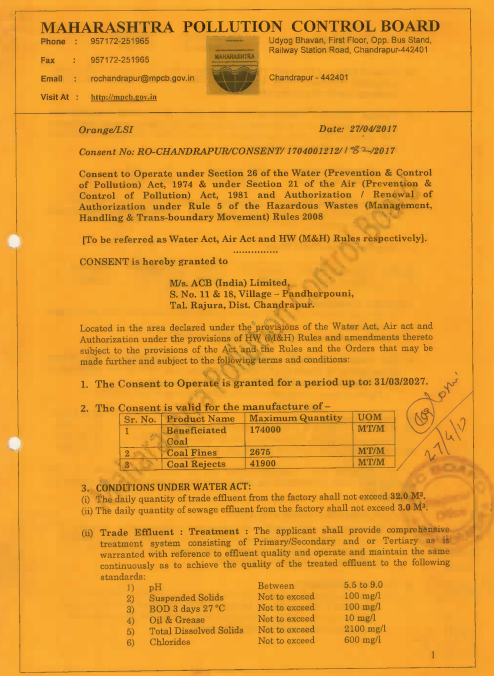 MAHARASHTRA POLLUTION CONTROL BOARD
Phone : 957172-251965
Fax : 957172-251965
Email : rochandrapur@mpcb.gov.in
Visit At : http://mpcb.gov.in
MAHARASHTRA
Udyog Bhavan, First Floor, Opp. Bus Stand,
Railway Station Road, Chandrapur-442401
Chandrapur - 442401
Orange/LSI Date: 27/04/2017
Consent No: RO-CHANDRAPUR/CONSENT/ 1704001212/182/2017
Consent to Operate under Section 26 of the Water (Prevention & Control
of Pollution) Act, 1974 & under Section 21 of the Air (Prevention &
Control of Pollution) Act, 1981 and Authorization / Renewal of
Authorization under Rule 5 of the Hazardous Wastes (Management,
Handling & Trans-boundary Movement) Rules 2008
[To be referred as Water Act, Air Act and HW (M&H) Rules respectively].
...............
CONSENT is hereby granted to
M/s. ACB (India) Limited,
S. No. 11 & 18, Village – Pandherpouni,
Tal. Rajura, Dist. Chandrapur.
Located in the area declared under the provisions of the Water Act, Air act and
Authorization under the provisions of HW (M&H) Rules and amendments thereto
subject to the provisions of the Act and the Rules and the Orders that may be
made further and subject to the following terms and conditions:
1. The Consent to Operate is granted for a period up to: 31/03/2027.
2. The Consent is valid for the manufacture of –
Sr. No. Product Name Maximum Quantity UOM
1 Beneficiated Coal 174000 MT/M
2 Coal Fines 2675 MT/M
3 Coal Rejects 41900 MT/M
27/4/17
3. CONDITIONS UNDER WATER ACT:
(i) The daily quantity of trade effluent from the factory shall not exceed 32.0 M³.
(ii) The daily quantity of sewage effluent from the factory shall not exceed 3.0 M³.
(ii) Trade Effluent : Treatment : The applicant shall provide comprehensive
treatment system consisting of Primary/Secondary and or Tertiary as is
warranted with reference to effluent quality and operate and maintain the same
continuously as to achieve the quality of the treated effluent to the following
standards:
1) pH Between 5.5 to 9.0
2) Suspended Solids Not to exceed 100 mg/l
3) BOD 3 days 27 °C Not to exceed 100 mg/l
4) Oil & Grease Not to exceed 10 mg/l
5) Total Dissolved Solids Not to exceed 2100 mg/l
6) Chlorides Not to exceed 600 mg/l
1
Maharashtra Pollution Control Board